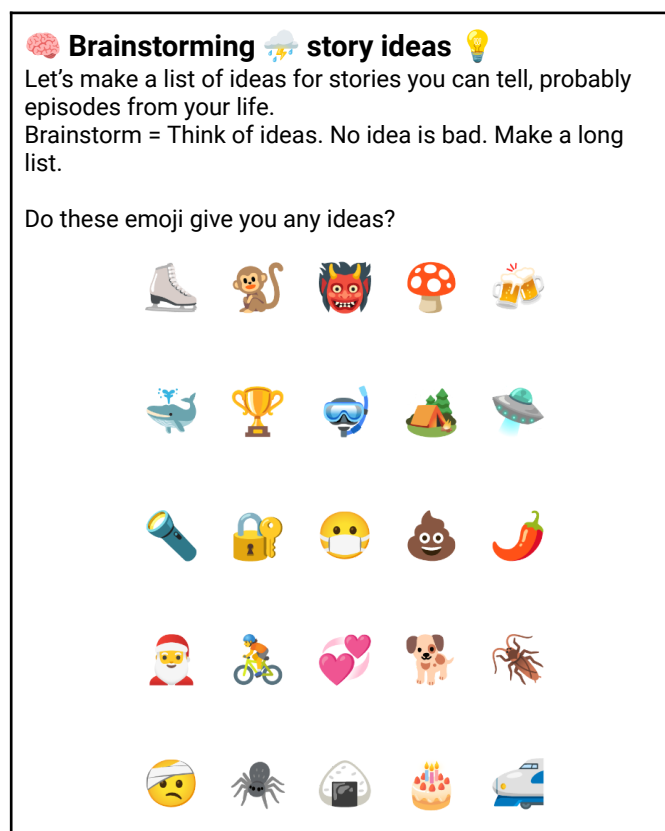 🧠 Brainstorming ⛈️ story ideas 💡
Let’s make a list of ideas for stories you can tell, probably
episodes from your life.
Brainstorm = Think of ideas. No idea is bad. Make a long
list.
Do these emoji give you any ideas?